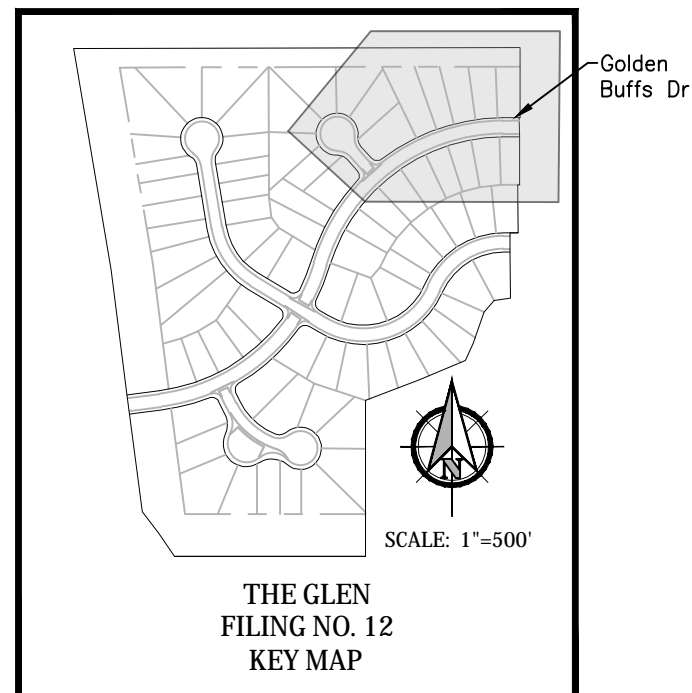 Golden
Buffs Dr
N
SCALE: 1"=500'
THE GLEN
FILING NO. 12
KEY MAP